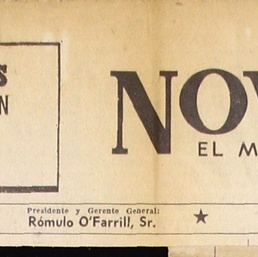 S
N
NOV
EL M
Presidente y Gerente General:
Rómulo O'Farrill, Sr.